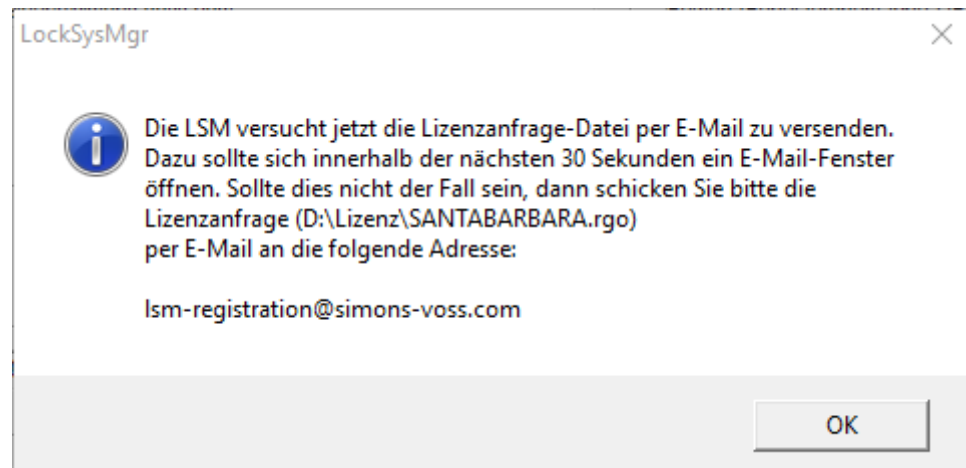 LockSysMgr
Die LSM versucht jetzt die Lizenzanfrage-Datei per E-Mail zu versenden.
Dazu sollte sich innerhalb der nächsten 30 Sekunden ein E-Mail-Fenster
öffnen. Sollte dies nicht der Fall sein, dann schicken Sie bitte die
Lizenzanfrage (D:\Lizenz\SANTABARBARA.rgo)
per E-Mail an die folgende Adresse:
lsm-registration@simons-voss.com
OK